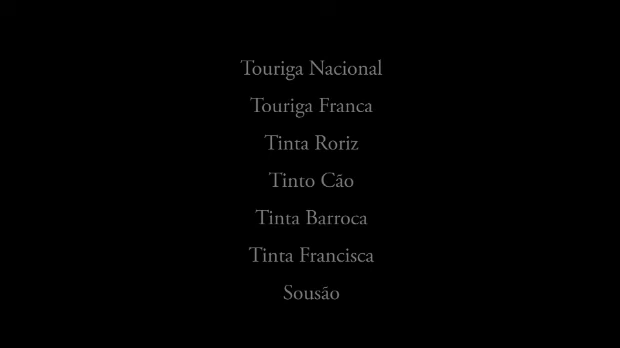 Touriga Nacional
Touriga Franca
Tinta Roriz
Tinto Cão
Tinta Barroca
Tinta Francisca
Sousão